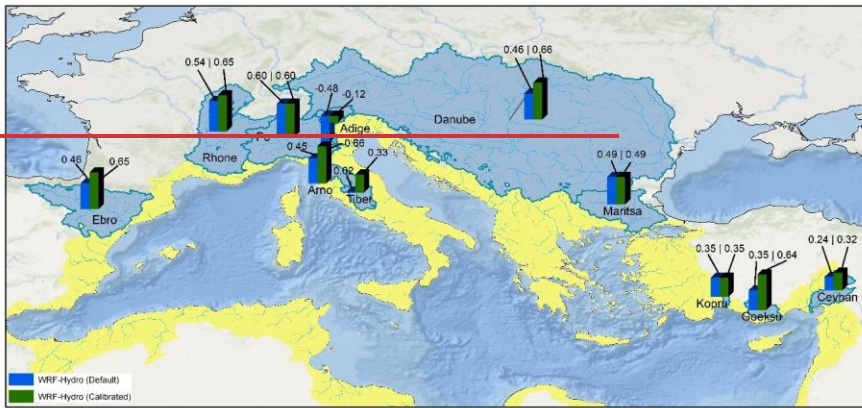 0.54 | 0.65
0.60 | 0.60
-0.48
-0.12
0.46 | 0.66
Adige
Danube
Rhone
0.46
0.65
Ebro
0.45
0.66
Arno
0.33
Tiber
0.49 | 0.49
Maritsa
0.35 | 0.35
Kopru
0.35 | 0.64
Goeksu
0.24 | 0.32
Ceyhan
WRF-Hydro (Default)
WRF-Hydro (Calibrated)